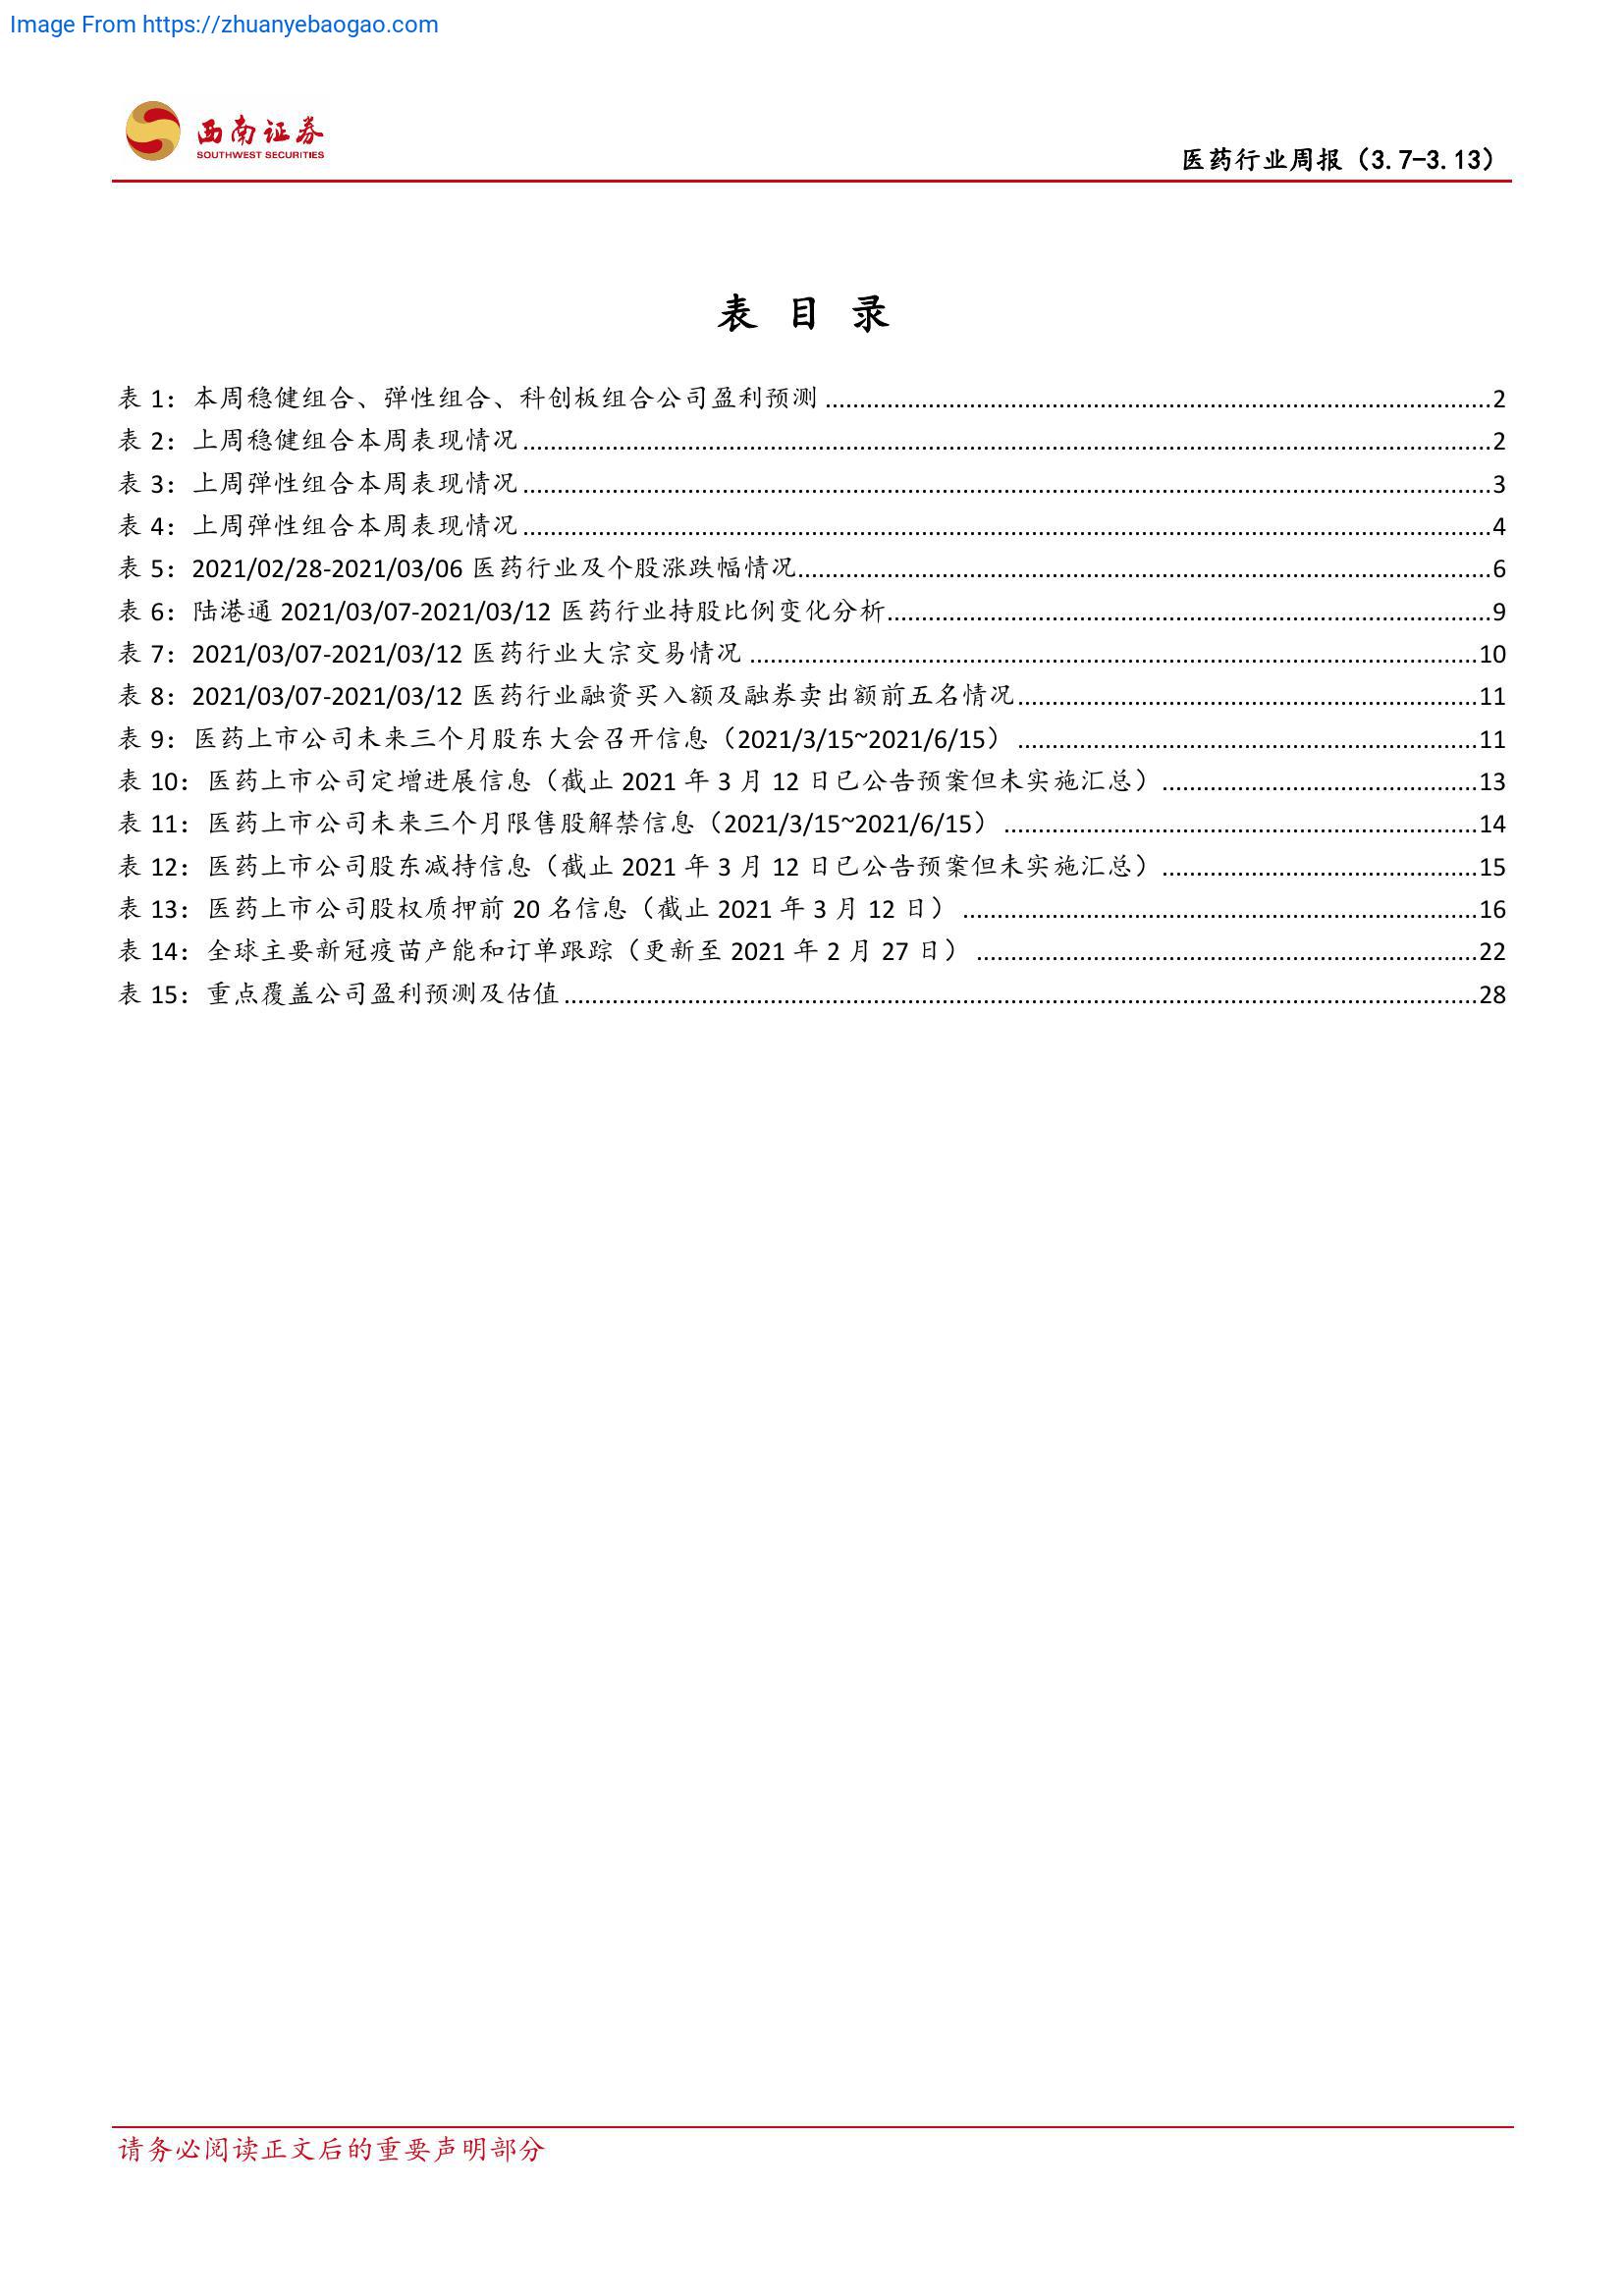 Image From https://zhuanyebaogao.com
西南证券
SOUTHWEST SECURITIES
医药行业周报（3.7-3.13）
表 目 录
表 1：本周稳健组合、弹性组合、科创板组合公司盈利预测 ........ 2
表 2：上周稳健组合本周表现情况 ........ 2
表 3：上周弹性组合本周表现情况 ........ 3
表 4：上周弹性组合本周表现情况 ........ 4
表 5：2021/02/28-2021/03/06 医药行业及个股涨跌幅情况 ........ 6
表 6：陆港通 2021/03/07-2021/03/12 医药行业持股比例变化分析 ........ 9
表 7：2021/03/07-2021/03/12 医药行业大宗交易情况 ........ 10
表 8：2021/03/07-2021/03/12 医药行业融资买入额及融券卖出额前五名情况 ........ 11
表 9：医药上市公司未来三个月股东大会召开信息（2021/3/15~2021/6/15） ........ 11
表 10：医药上市公司定增进展信息（截止 2021 年 3 月 12 日已公告预案但未实施汇总） ........ 13
表 11：医药上市公司未来三个月限售股解禁信息（2021/3/15~2021/6/15） ........ 14
表 12：医药上市公司股东减持信息（截止 2021 年 3 月 12 日已公告预案但未实施汇总） ........ 15
表 13：医药上市公司股权质押前 20 名信息（截止 2021 年 3 月 12 日） ........ 16
表 14：全球主要新冠疫苗产能和订单跟踪（更新至 2021 年 2 月 27 日） ........ 22
表 15：重点覆盖公司盈利预测及估值 ........ 28
请务必阅读正文后的重要声明部分